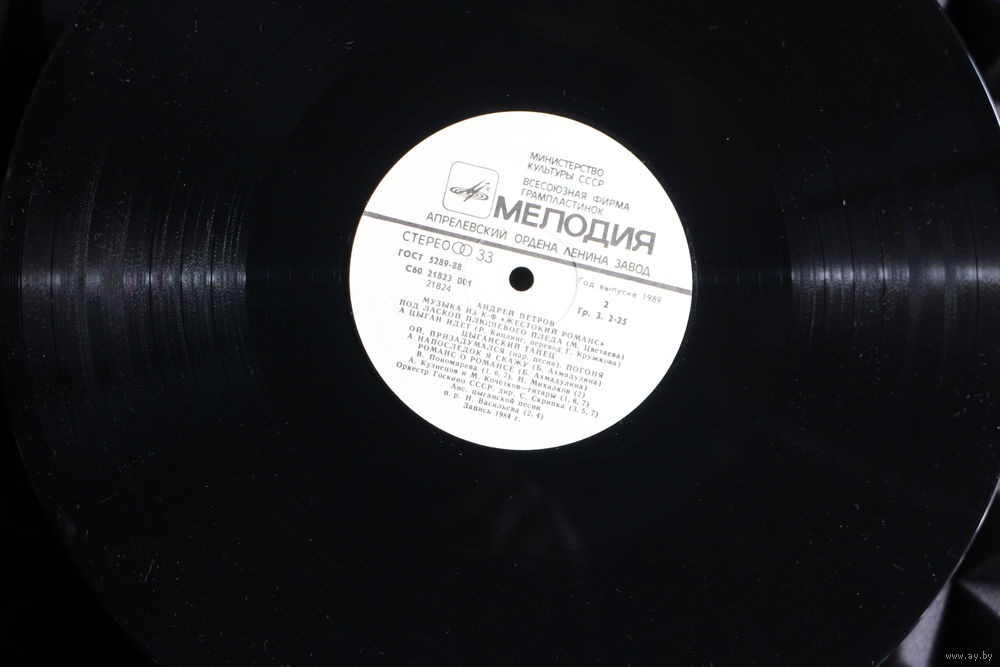 МИНИСТЕРСТВО
КУЛЬТУРЫ СССР
ВСЕСОЮЗНАЯ ФИРМА
ГРАМПЛАСТИНОК
МЕЛОДИЯ
АПРЕЛЕВСКИЙ ОРДЕНА ЛЕНИНА ЗАВОД
СТЕРЕО 33
ГОСТ 5289-88
С60 21823 001
21824
Год выпуска 1989
2
Гр. 3. 2-25
АНДРЕЙ ПЕТРОВ
МУЗЫКА ИЗ К-Ф «ЖЕСТОКИЙ РОМАНС»
ПОД ЛАСКОЙ ПЛЮШЕВОГО ПЛЕДА (М. Цветаева)
А ЦЫГАН ИДЕТ (Р. Киплинг, перевод Г. Кружкова)
ЦЫГАНСКИЙ ТАНЕЦ
ОЙ, ПРИЗАДУМАЛСЯ (нар. песня). ПОГОНЯ
А НАПОСЛЕДОК Я СКАЖУ (Б. Ахмадулина)
РОМАНС О РОМАНСЕ (Б. Ахмадулина)
В. Пономарева (1, 6, 7), Н. Михалков (2)
А. Кузнецов и М. Кочетков—гитары (1, 6, 7)
Оркестр Госкино СССР, дир. С. Скрипка (3, 5, 7)
Анс. цыганской песни
п. р. Н. Васильева (2, 4)
Запись 1984 г.
www.ay.by